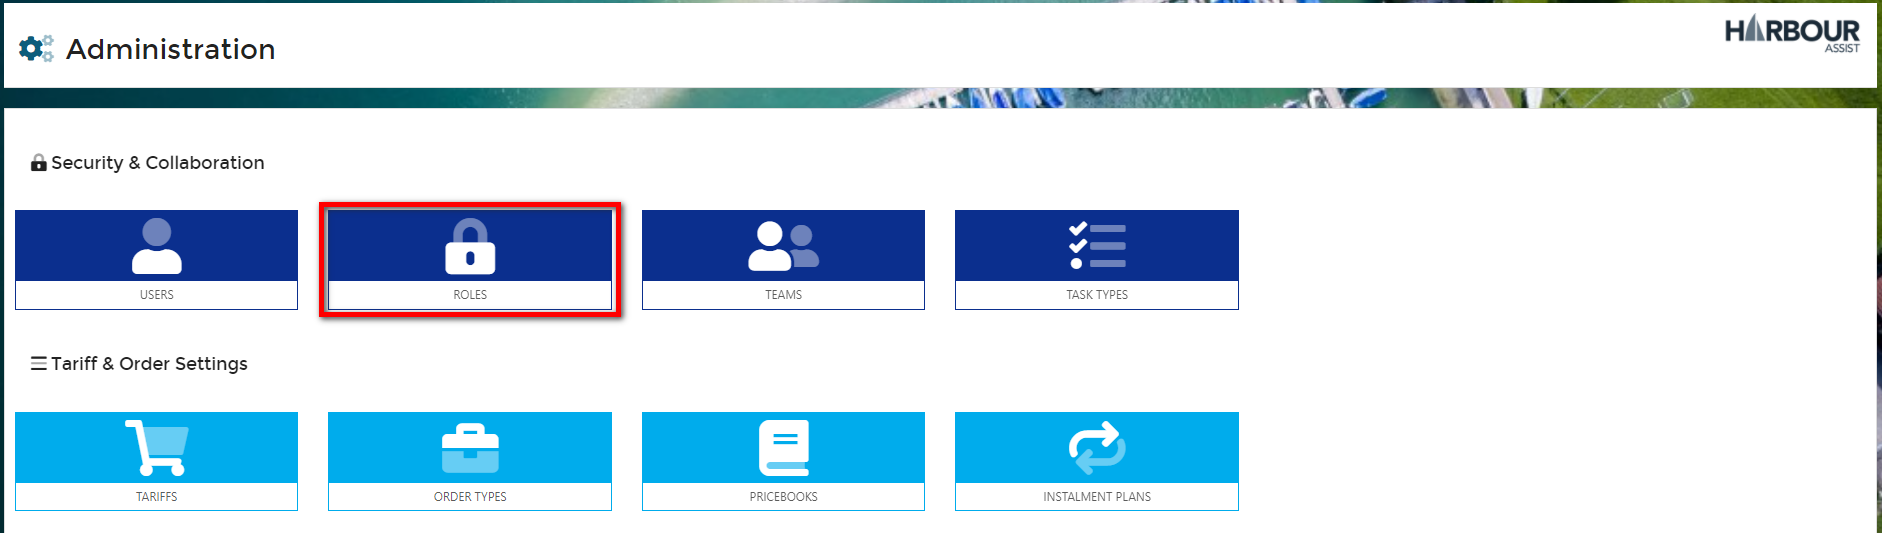 Administration
HARBOUR
ASSIST
Security & Collaboration
USERS
ROLES
TEAMS
TASK TYPES
Tariff & Order Settings
TARIFFS
ORDER TYPES
PRICEBOOKS
INSTALMENT PLANS